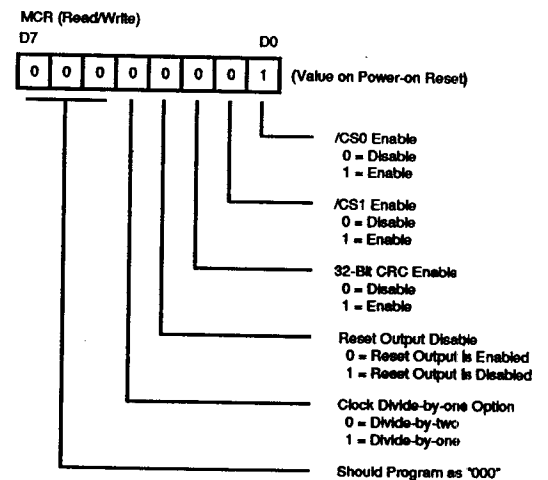 MCR (Read/Write)
D7 D0
0 0 0 0 0 0 0 1 (Value on Power-on Reset)
/CS0 Enable
0 = Disable
1 = Enable
/CS1 Enable
0 = Disable
1 = Enable
32-Bit CRC Enable
0 = Disable
1 = Enable
Reset Output Disable
0 = Reset Output Is Enabled
1 = Reset Output Is Disabled
Clock Divide-by-one Option
0 = Divide-by-two
1 = Divide-by-one
Should Program as "000"